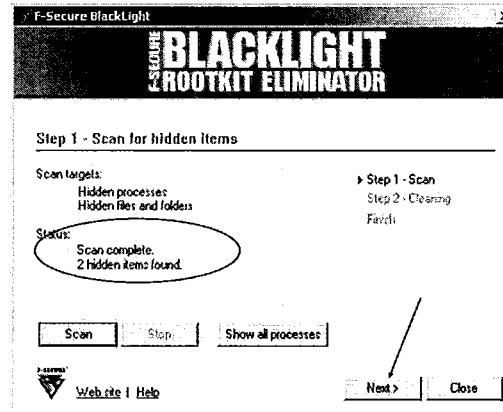 F-Secure BlackLight
F-SECURE
BLACKLIGHT
ROOTKIT ELIMINATOR
Step 1 - Scan for hidden items
Scan targets:
Hidden processes
Hidden files and folders
Status:
Scan complete.
2 hidden items found.
Step 1 - Scan
Step 2 - Cleaning
Finish
Scan
Stop
Show all processes
F-SECURE
Web site | Help
Next >
Close